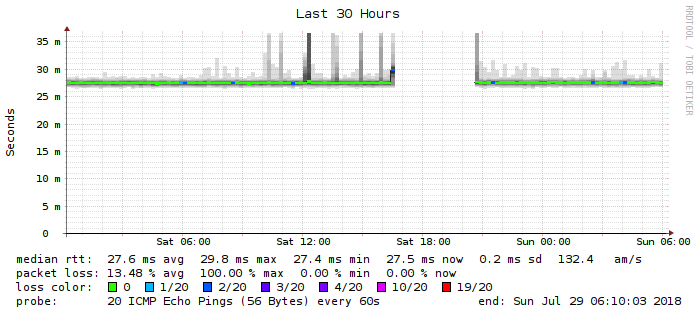 Last 30 Hours
RRDTOOL / TOBI OETIKER
Seconds
35 m
30 m
25 m
20 m
15 m
10 m
5 m
0
Sat 06:00 Sat 12:00 Sat 18:00 Sun 00:00 Sun 06:00
median rtt: 27.6 ms avg 29.8 ms max 27.4 ms min 27.5 ms now 0.2 ms sd 132.4 am/s
packet loss: 13.48 % avg 100.00 % max 0.00 % min 0.00 % now
loss color: 0 1/20 2/20 3/20 4/20 10/20 19/20
probe: 20 ICMP Echo Pings (56 Bytes) every 60s end: Sun Jul 29 06:10:03 2018